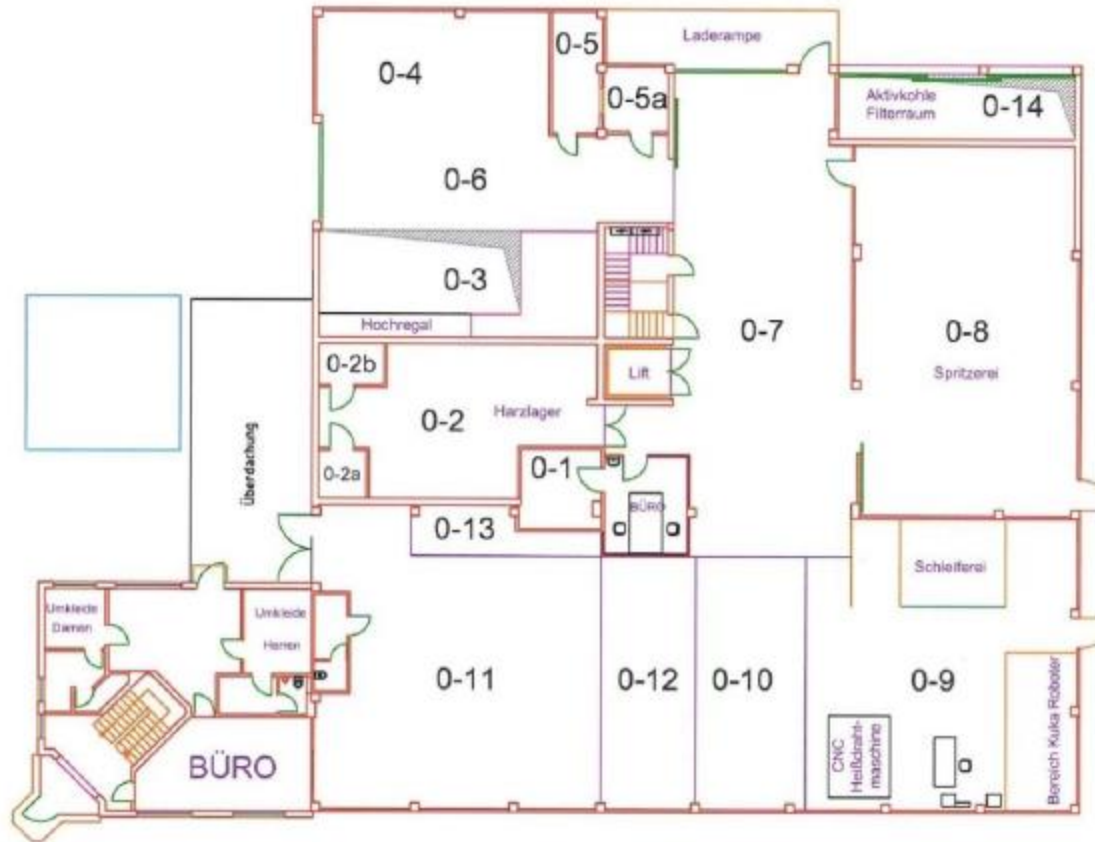 Laderampe
0-5
0-4
0-5a
Aktivkohle
Filterraum
0-14
0-6
0-3
Hochregal
0-7
0-8
0-2b
Lift
Spritzerei
0-2
Harzlager
Überdachung
0-2a
0-1
BÜRO
0-13
Schleiferei
Umkleide
Damen
Umkleide
Herren
0-11
0-12
0-10
0-9
BÜRO
CNC
Heißdraht-
maschine
Bereich Kuka Roboter